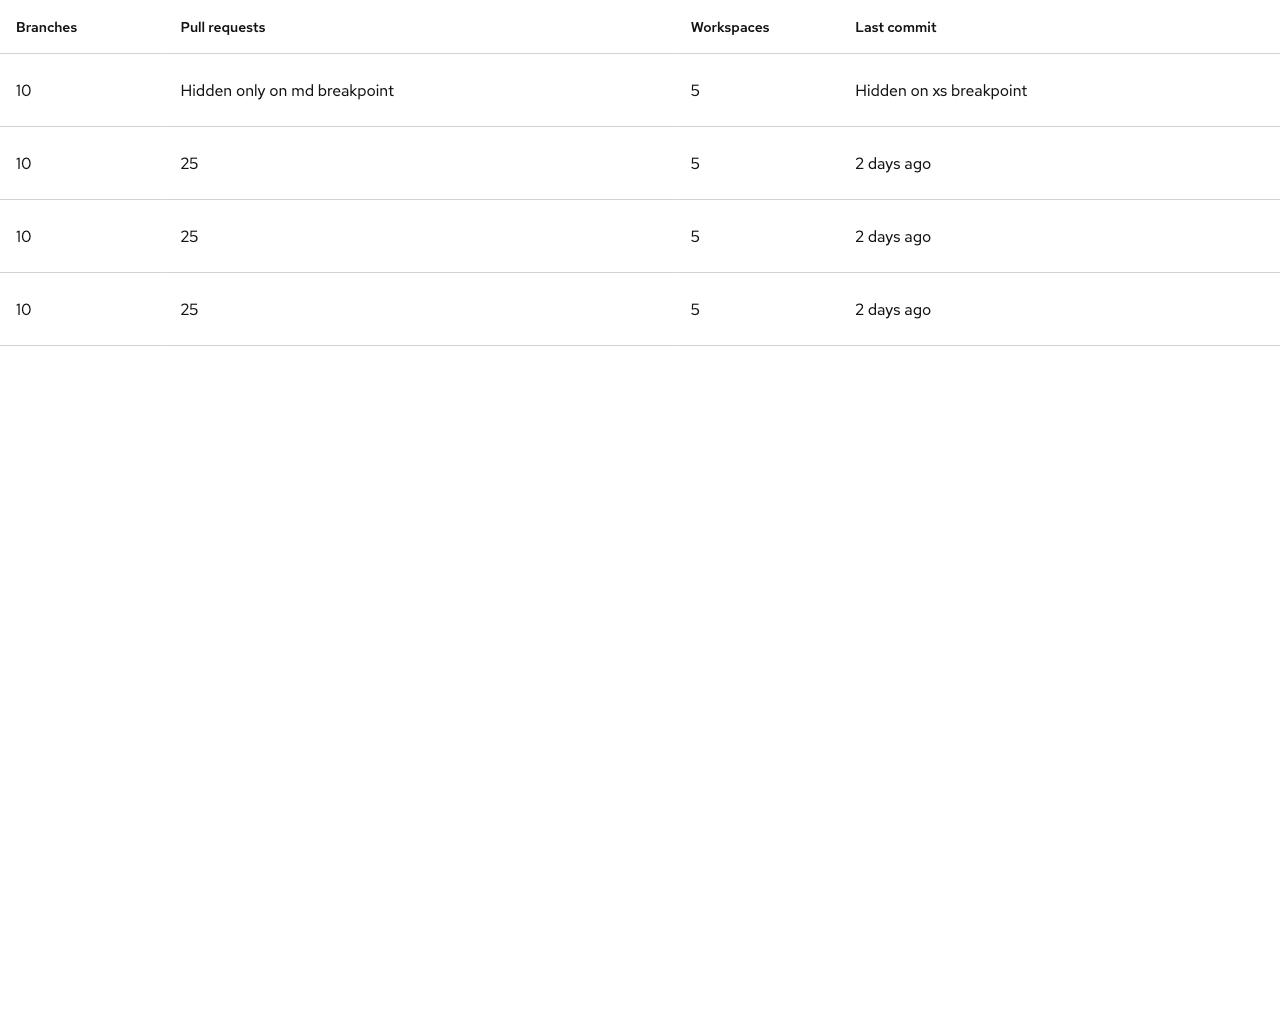 Branches Pull requests Workspaces Last commit
10 Hidden only on md breakpoint 5 Hidden on xs breakpoint
10 25 5 2 days ago
10 25 5 2 days ago
10 25 5 2 days ago